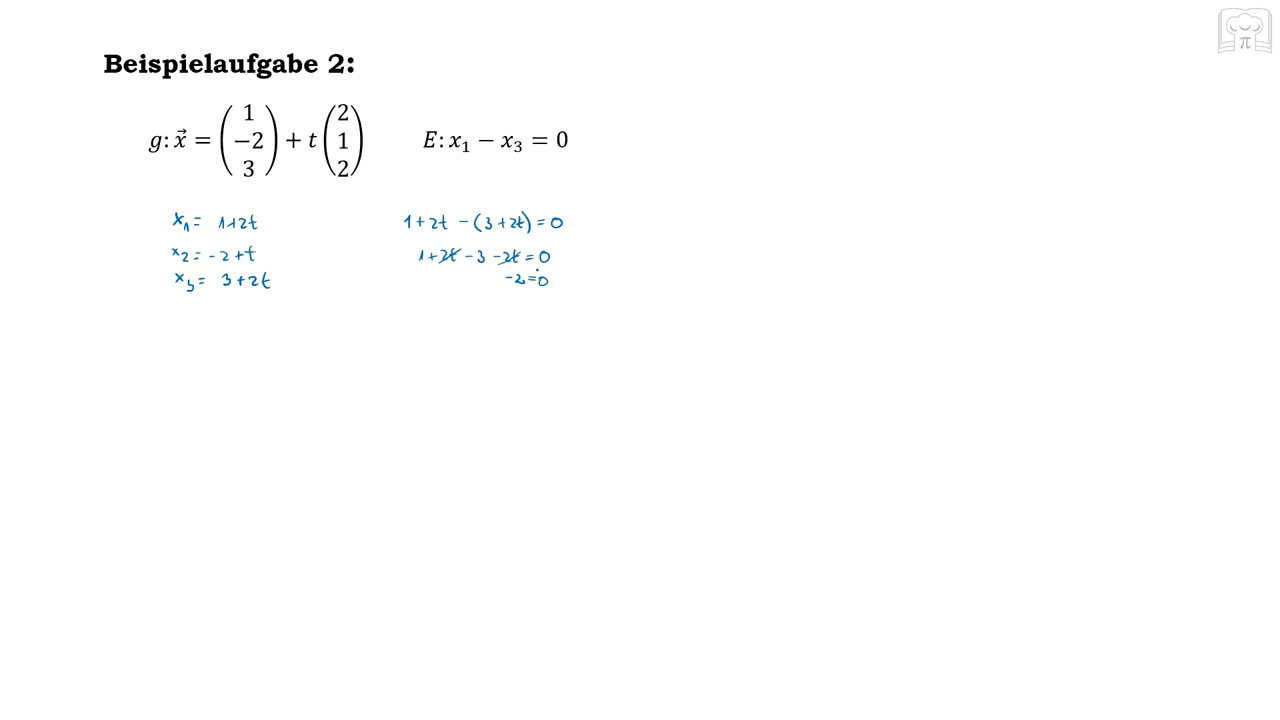 Beispielaufgabe 2:
g: x⃗ = (1 −2 3) + t (2 1 2) E: x₁ − x₃ = 0
x₁ = 1+2t 1+2t −(3+2t) = 0
x₂ = -2+t 1+2t - 3 -2t = 0
x₃ = 3+2t -2 = 0
π